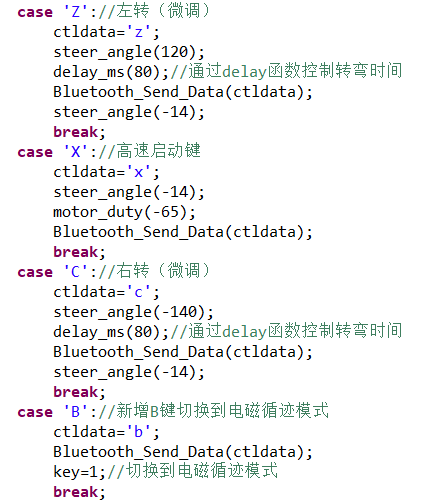 case 'Z'://左转（微调）
ctldata='z';
steer_angle(120);
delay_ms(80);//通过delay函数控制转弯时间
Bluetooth_Send_Data(ctldata);
steer_angle(-14);
break;
case 'X'://高速启动键
ctldata='x';
steer_angle(-14);
motor_duty(-65);
Bluetooth_Send_Data(ctldata);
break;
case 'C'://右转（微调）
ctldata='c';
steer_angle(-140);
delay_ms(80);//通过delay函数控制转弯时间
Bluetooth_Send_Data(ctldata);
steer_angle(-14);
break;
case 'B'://新增B键切换到电磁循迹模式
ctldata='b';
Bluetooth_Send_Data(ctldata);
key=1;//切换到电磁循迹模式
break;